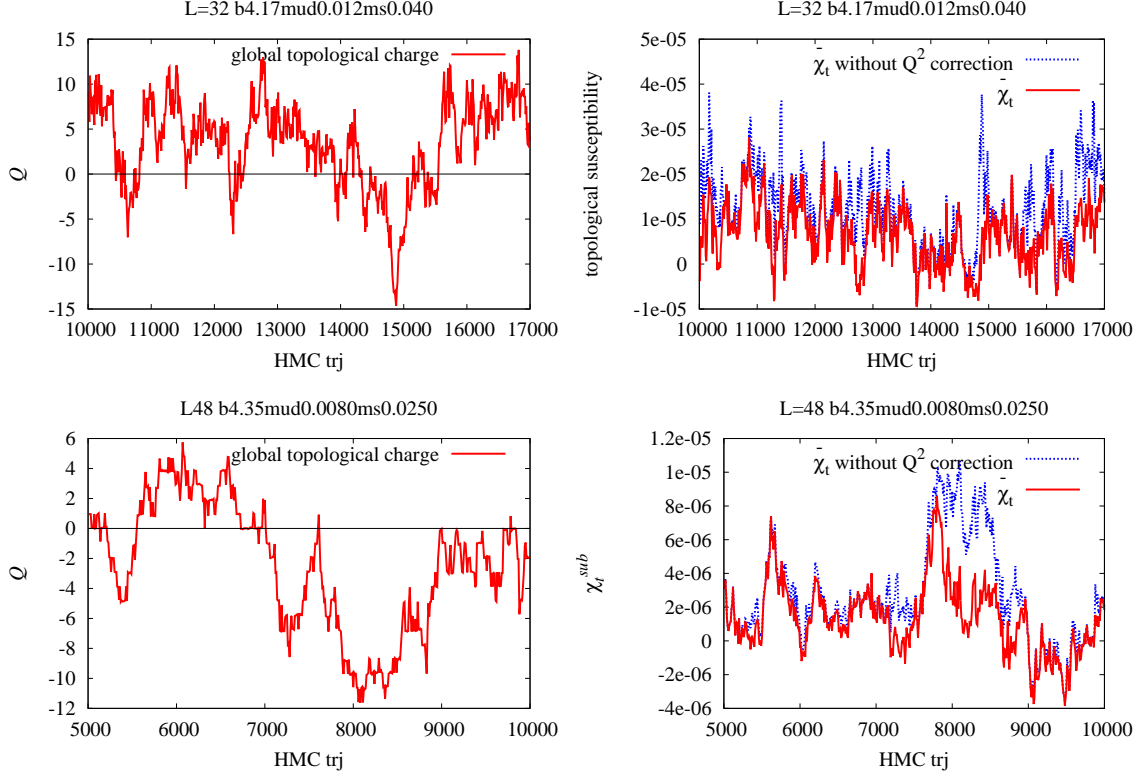 L=32 b4.17mud0.012ms0.040
global topological charge
Q
15
10
5
0
-5
-10
-15
10000 11000 12000 13000 14000 15000 16000 17000
HMC trj
L=32 b4.17mud0.012ms0.040
χ̄_t without Q² correction
χ̄_t
topological susceptibility
5e-05
4e-05
3e-05
2e-05
1e-05
0
-1e-05
10000 11000 12000 13000 14000 15000 16000 17000
HMC trj
L48 b4.35mud0.0080ms0.0250
global topological charge
Q
6
4
2
0
-2
-4
-6
-8
-10
-12
5000 6000 7000 8000 9000 10000
HMC trj
L=48 b4.35mud0.0080ms0.0250
χ̄_t without Q² correction
χ̄_t
χ_t^sub
1.2e-05
1e-05
8e-06
6e-06
4e-06
2e-06
0
-2e-06
-4e-06
5000 6000 7000 8000 9000 10000
HMC trj